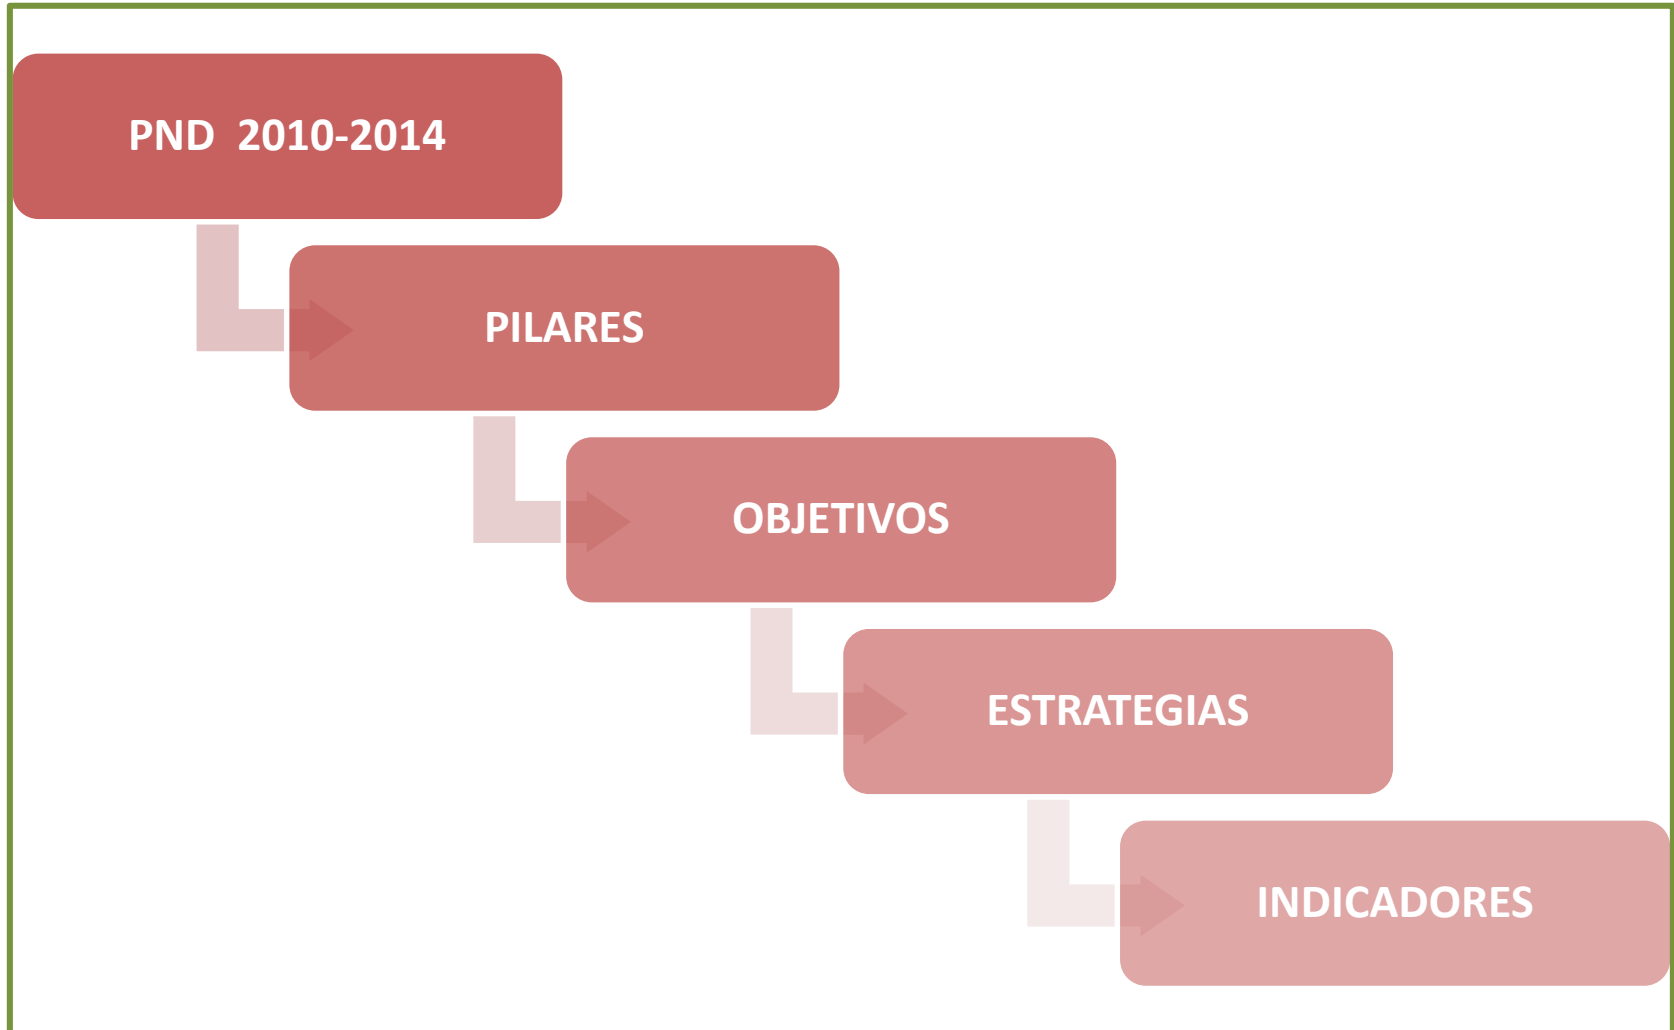 PND 2010-2014
PILARES
OBJETIVOS
ESTRATEGIAS
INDICADORES